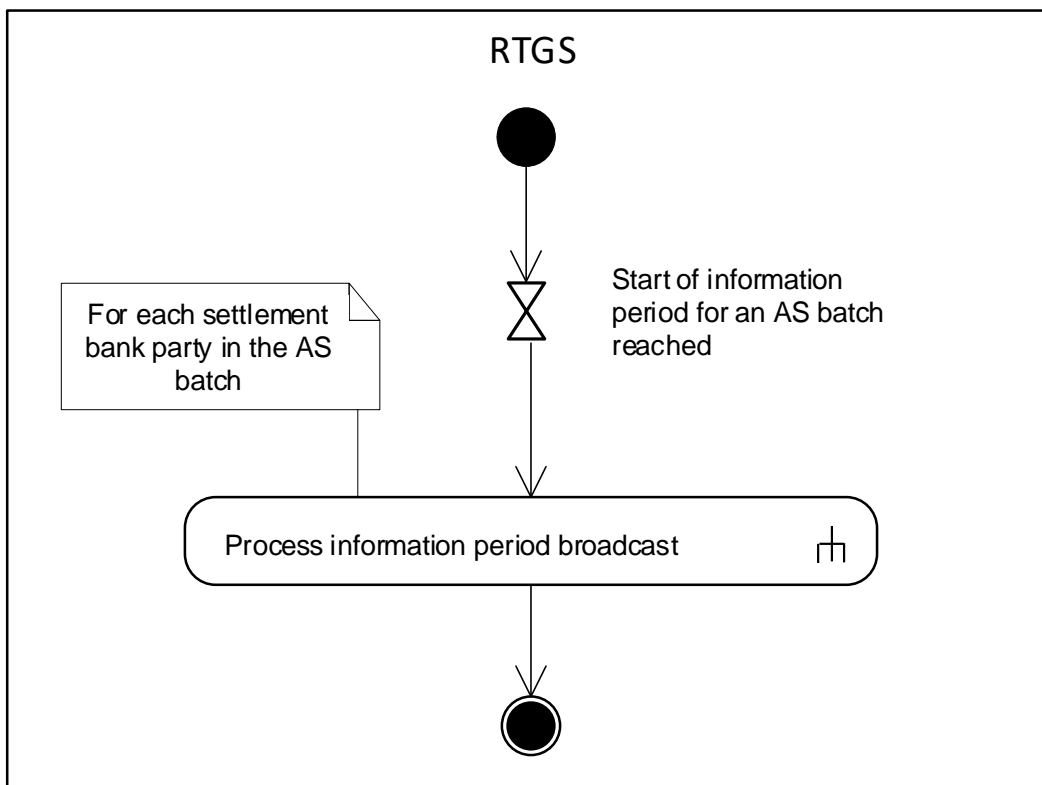 RTGS
Start of information
period for an AS batch
reached
For each settlement
bank party in the AS
batch
Process information period broadcast